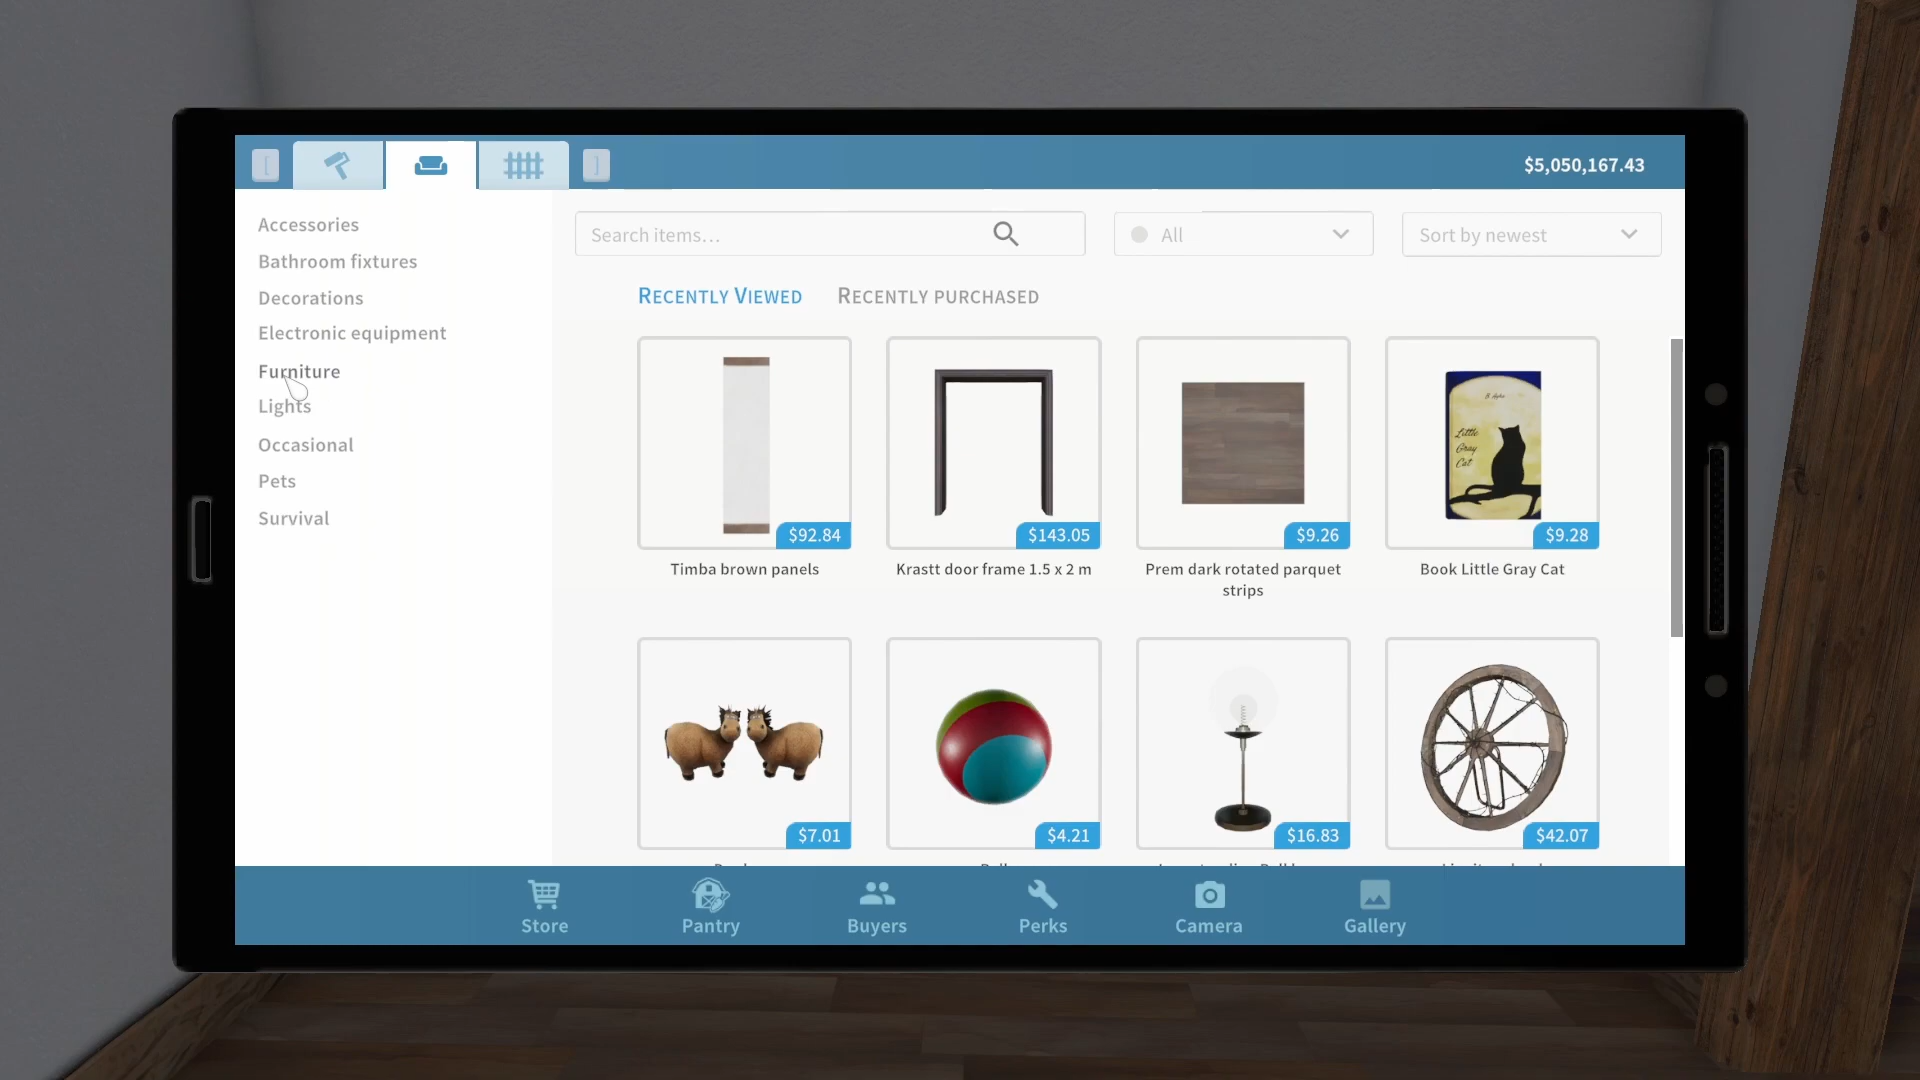 $5,050,167.43
Accessories
Bathroom fixtures
Decorations
Electronic equipment
Furniture
Lights
Occasional
Pets
Survival
Search items...
All
Sort by newest
RECENTLY VIEWED
RECENTLY PURCHASED
$92.84
Timba brown panels
$143.05
Krastt door frame 1.5 x 2 m
$9.26
Prem dark rotated parquet
strips
Little
Gray
Cat
$9.28
Book Little Gray Cat
$7.01
$4.21
$16.83
$42.07
Store
Pantry
Buyers
Perks
Camera
Gallery